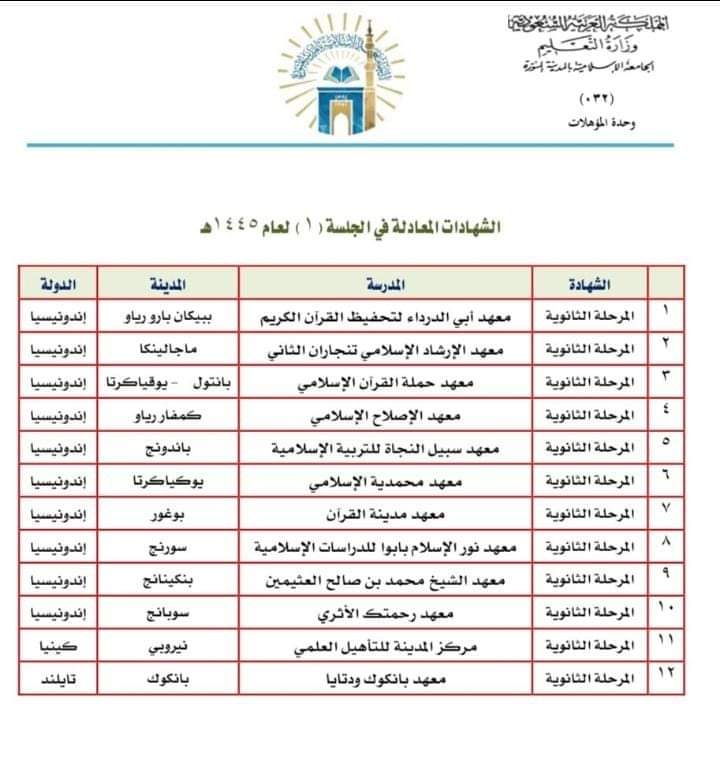 المملكة العربية السعودية
وزارة التعليم
الجامعة الإسلامية بالمدينة المنورة
(٠٣٢)
وحدة المؤهلات
الشهادات المعادلة في الجلسة (١) لعام ١٤٤٥هـ
الشهادة المدرسة المدينة الدولة
١ المرحلة الثانوية معهد أبي الدرداء لتحفيظ القرآن الكريم بيكان بارو رياو إندونيسيا
٢ المرحلة الثانوية معهد الإرشاد الإسلامي تنجاران الثاني ماجالينكا إندونيسيا
٣ المرحلة الثانوية معهد حملة القرآن الإسلامي بانتول - يوقياكرتا إندونيسيا
٤ المرحلة الثانوية معهد الإصلاح الإسلامي كمفار رياو إندونيسيا
٥ المرحلة الثانوية معهد سبيل النجاة للتربية الإسلامية باندونج إندونيسيا
٦ المرحلة الثانوية معهد محمدية الإسلامي يوكياكرتا إندونيسيا
٧ المرحلة الثانوية معهد مدينة القرآن بوغور إندونيسيا
٨ المرحلة الثانوية معهد نور الإسلام بابوا للدراسات الإسلامية سورنج إندونيسيا
٩ المرحلة الثانوية معهد الشيخ محمد بن صالح العثيمين بنكينانج إندونيسيا
١٠ المرحلة الثانوية معهد رحمتك الأثري سوبانج إندونيسيا
١١ المرحلة الثانوية مركز المدينة للتأهيل العلمي نيروبي كينيا
١٢ المرحلة الثانوية معهد بانكوك ودتايا بانكوك تايلند